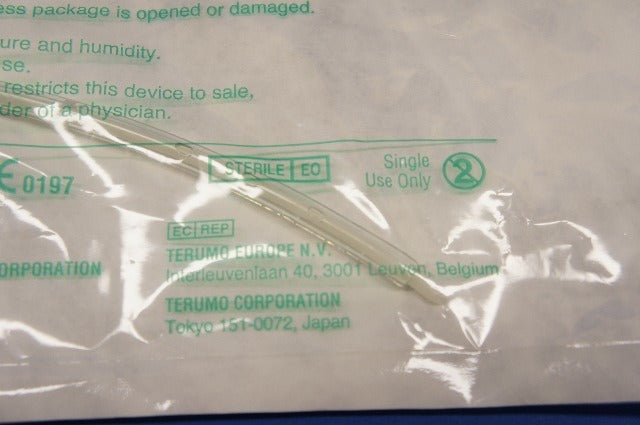 ess package is opened or damaged.
ure and humidity.
se.
restricts this device to sale,
der of a physician.
CE 0197
STERILE EO
Single
Use Only
2
EC REP
TERUMO EUROPE N.V.
Interleuvenlaan 40, 3001 Leuven, Belgium
ORPORATION
TERUMO CORPORATION
Tokyo 151-0072, Japan